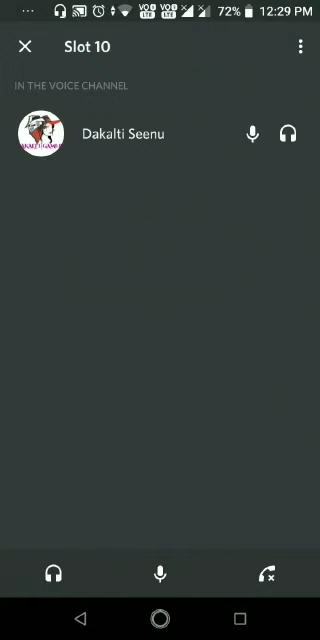 72% 12:29 PM
Slot 10
IN THE VOICE CHANNEL
Dakalti Seenu